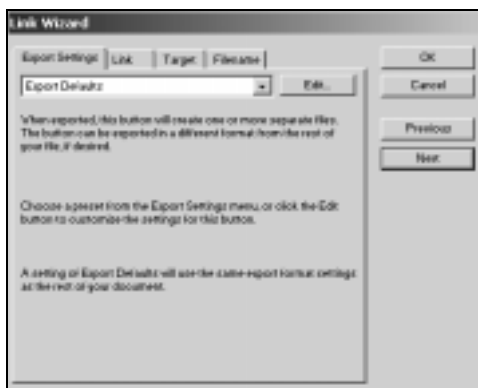 Link Wizard
Export Settings Link Target Filename
OK
Export Defaults Edit...
Cancel
When exported, this button will create one or more separate files.
The button can be exported in a different format from the rest of
your file, if desired.
Previous
Next
Choose a preset from the Export Settings menu, or click the Edit
button to customize the settings for this button.
A setting of Export Defaults will use the same export format settings
as the rest of your document.